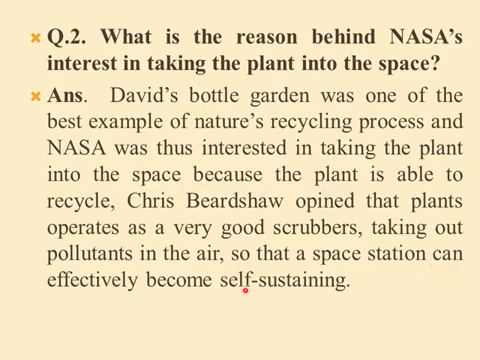 Q.2. What is the reason behind NASA's
interest in taking the plant into the space?
Ans. David's bottle garden was one of the
best example of nature's recycling process and
NASA was thus interested in taking the plant
into the space because the plant is able to
recycle, Chris Beardshaw opined that plants
operates as a very good scrubbers, taking out
pollutants in the air, so that a space station can
effectively become self-sustaining.